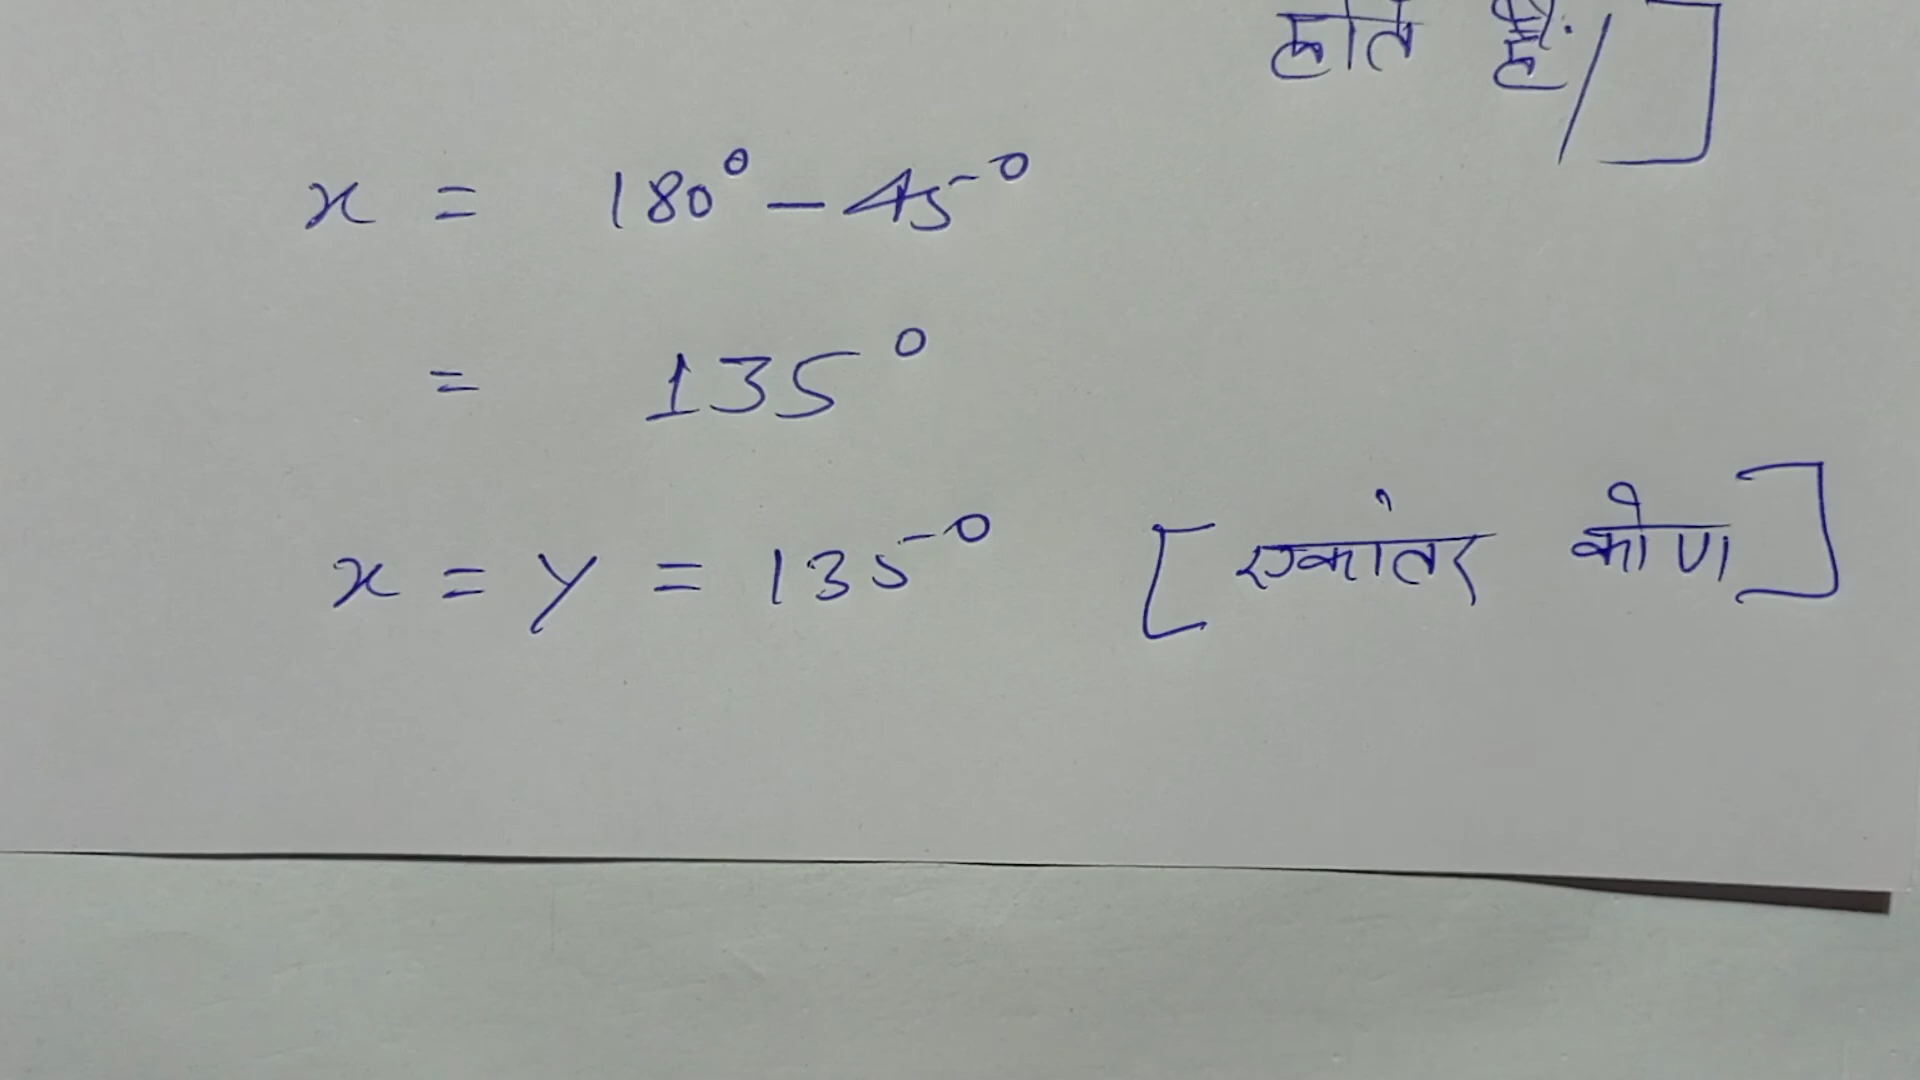 होते हैं।]
x = 180° - 45°
= 135°
x = y = 135° [एकांतर कोण]